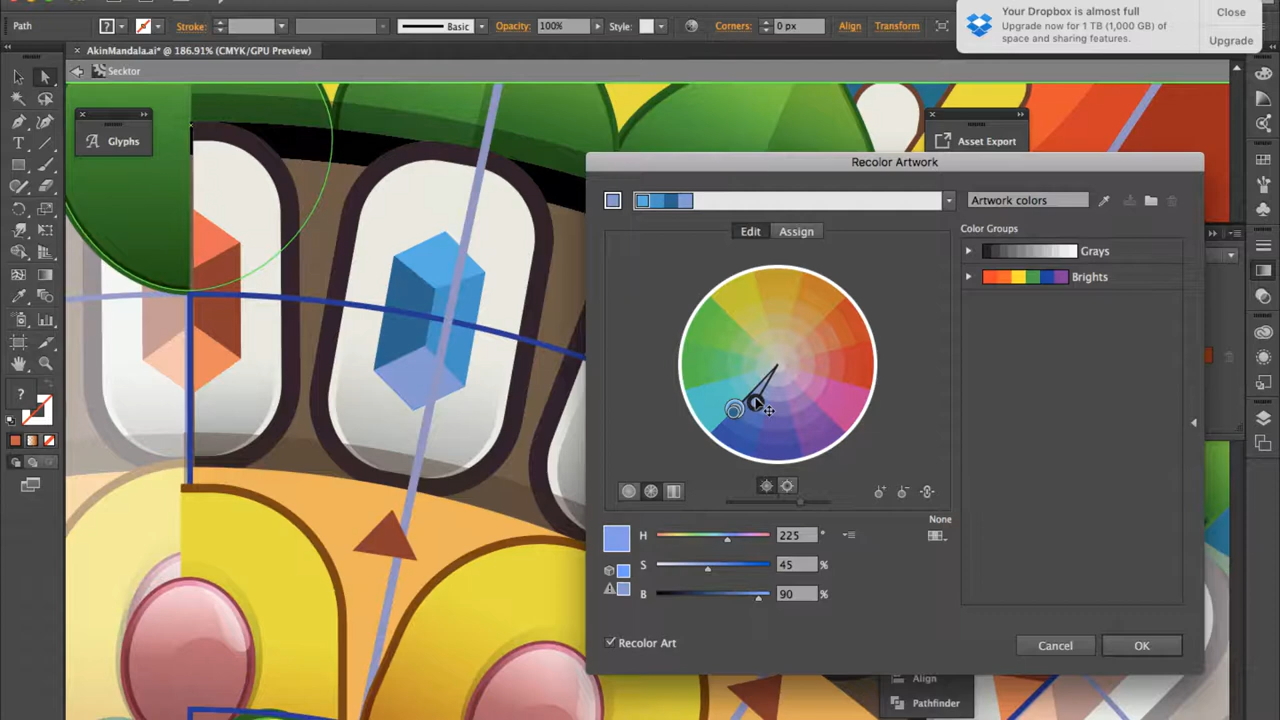 Path
?
Stroke:
Basic
Opacity:
100%
Style:
Corners:
0 px
Align
Transform
Your Dropbox is almost full
Upgrade now for 1 TB (1,000 GB) of
space and sharing features.
Close
Upgrade
× AkinMandala.ai* @ 186.91% (CMYK/GPU Preview)
Secktor
A Glyphs
Asset Export
Recolor Artwork
Artwork colors
Edit
Assign
Color Groups
Grays
Brights
None
H
225
°
S
45
%
B
90
%
Recolor Art
Cancel
OK
?
Align
Pathfinder